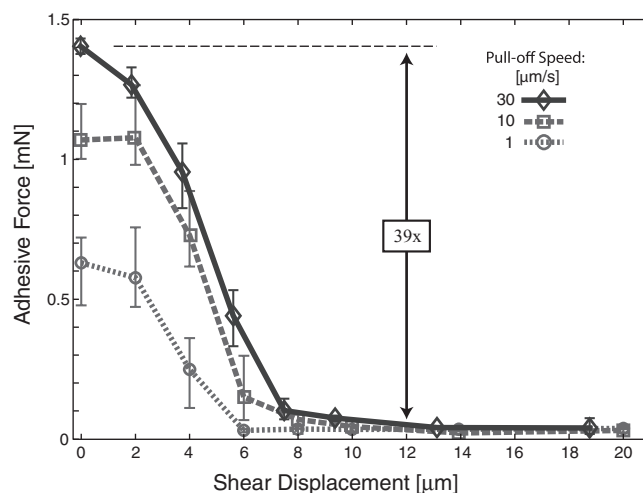 1.5
1
0.5
0
Adhesive Force [mN]
Pull-off Speed:
[µm/s]
30
10
1
39x
0 2 4 6 8 10 12 14 16 18 20
Shear Displacement [µm]